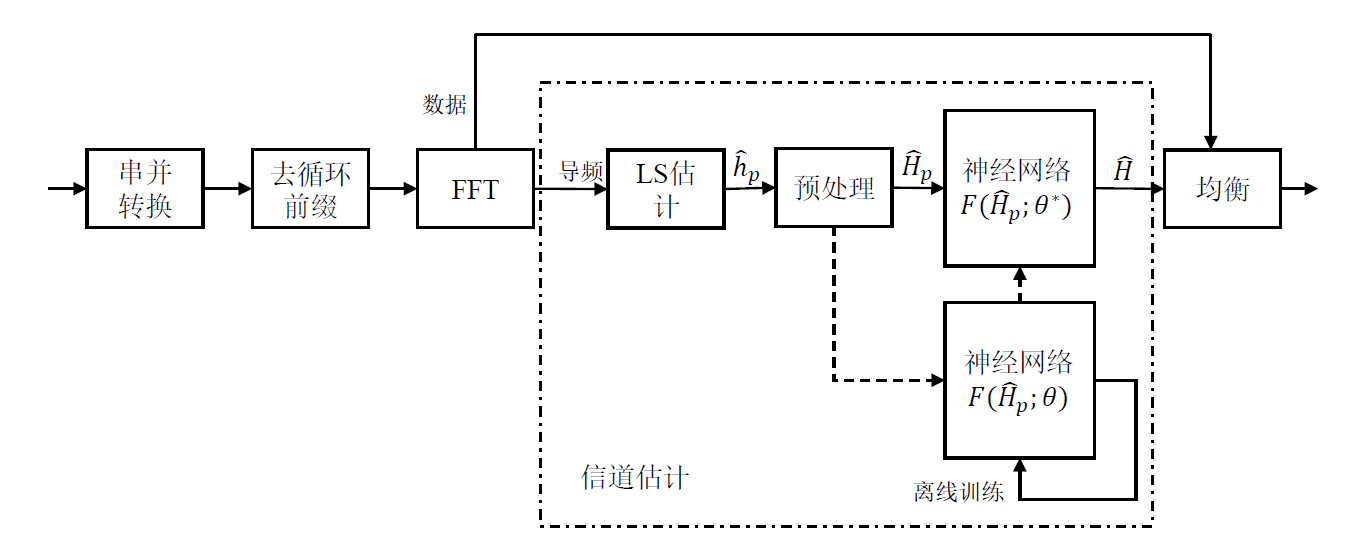 数据
串并
转换
去循环
前缀
FFT
导频
LS估
计
ĥ_p
预处理
Ĥ_p
神经网络
F(Ĥ_p;θ*)
Ĥ
均衡
神经网络
F(Ĥ_p;θ)
离线训练
信道估计